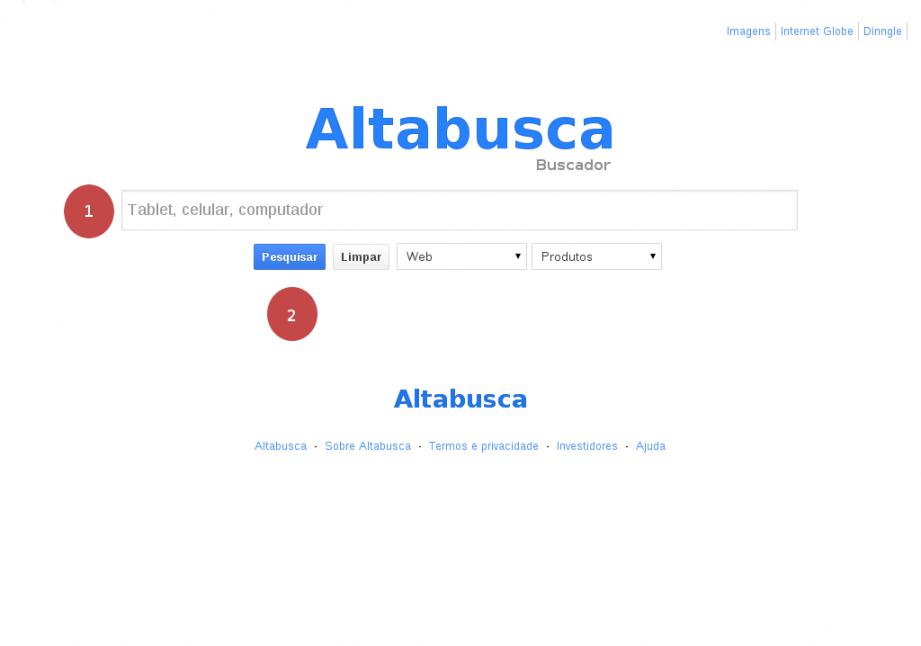 Imagens Internet Globe Dinngle
Altabusca
Buscador
1 Tablet, celular, computador
Pesquisar Limpar Web Produtos
2
Altabusca
Altabusca - Sobre Altabusca - Termos e privacidade - Investidores - Ajuda